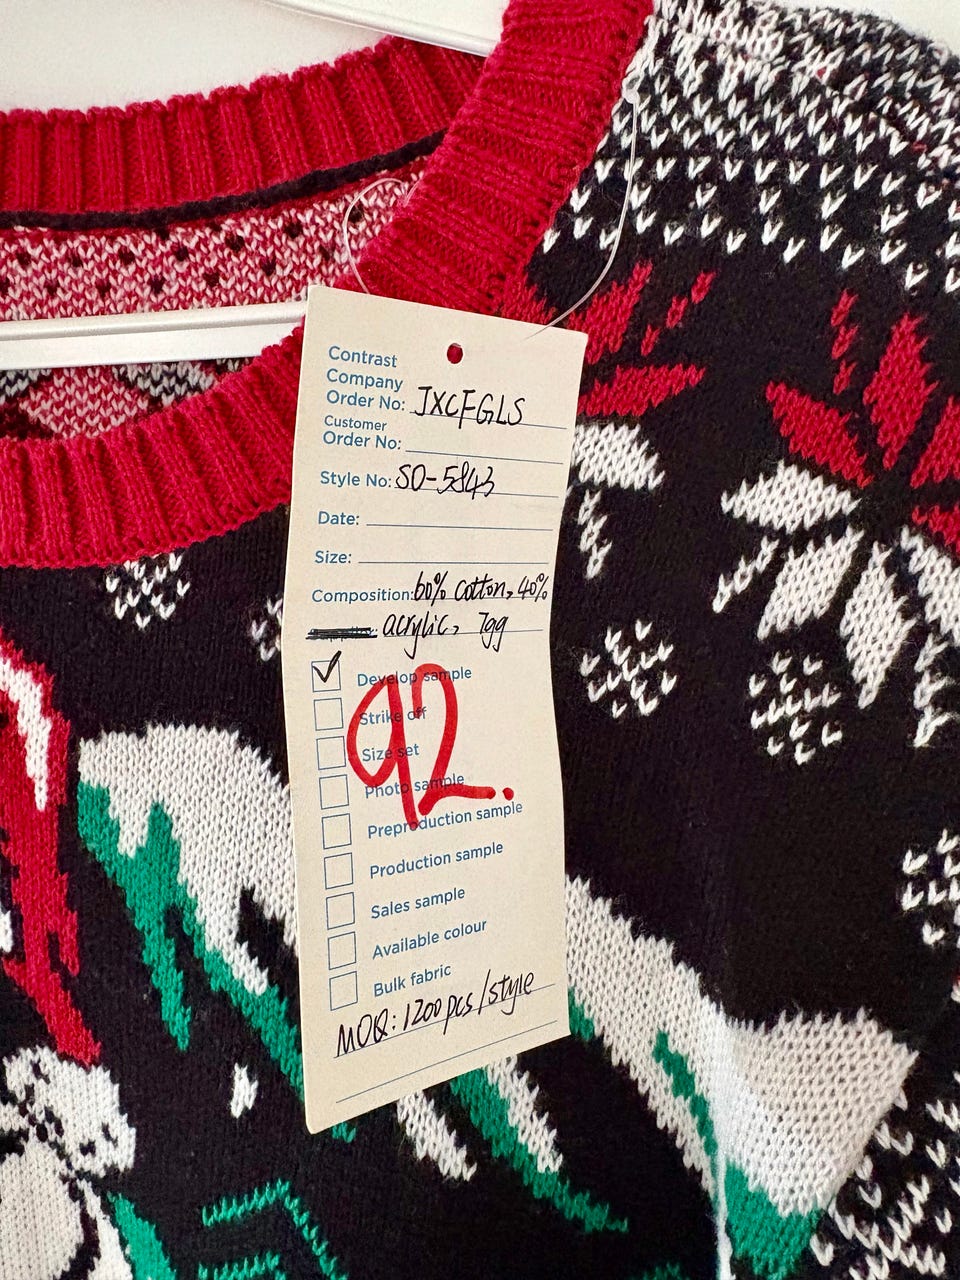 Contrast
Company
Order No: JXCFGLS
Customer
Order No:
Style No: SO-5843
Date:
Size:
Composition: 60% cotton, 40%
acrylic, 7gg
Develop sample
Strike off
Size set
Photo sample
92.
Preproduction sample
Production sample
Sales sample
Available colour
Bulk fabric
MOQ: 1200pcs/style